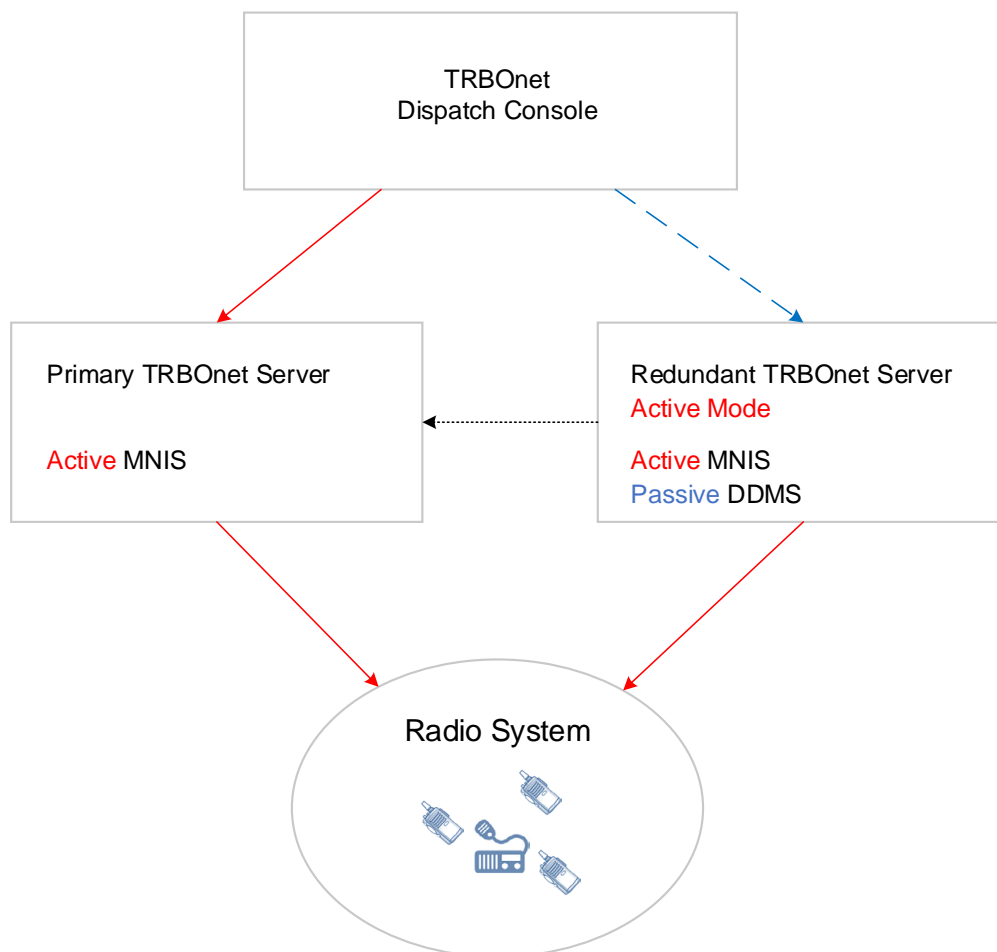 TRBOnet
Dispatch Console
Primary TRBOnet Server
Active MNIS
Redundant TRBOnet Server
Active Mode
Active MNIS
Passive DDMS
Radio System